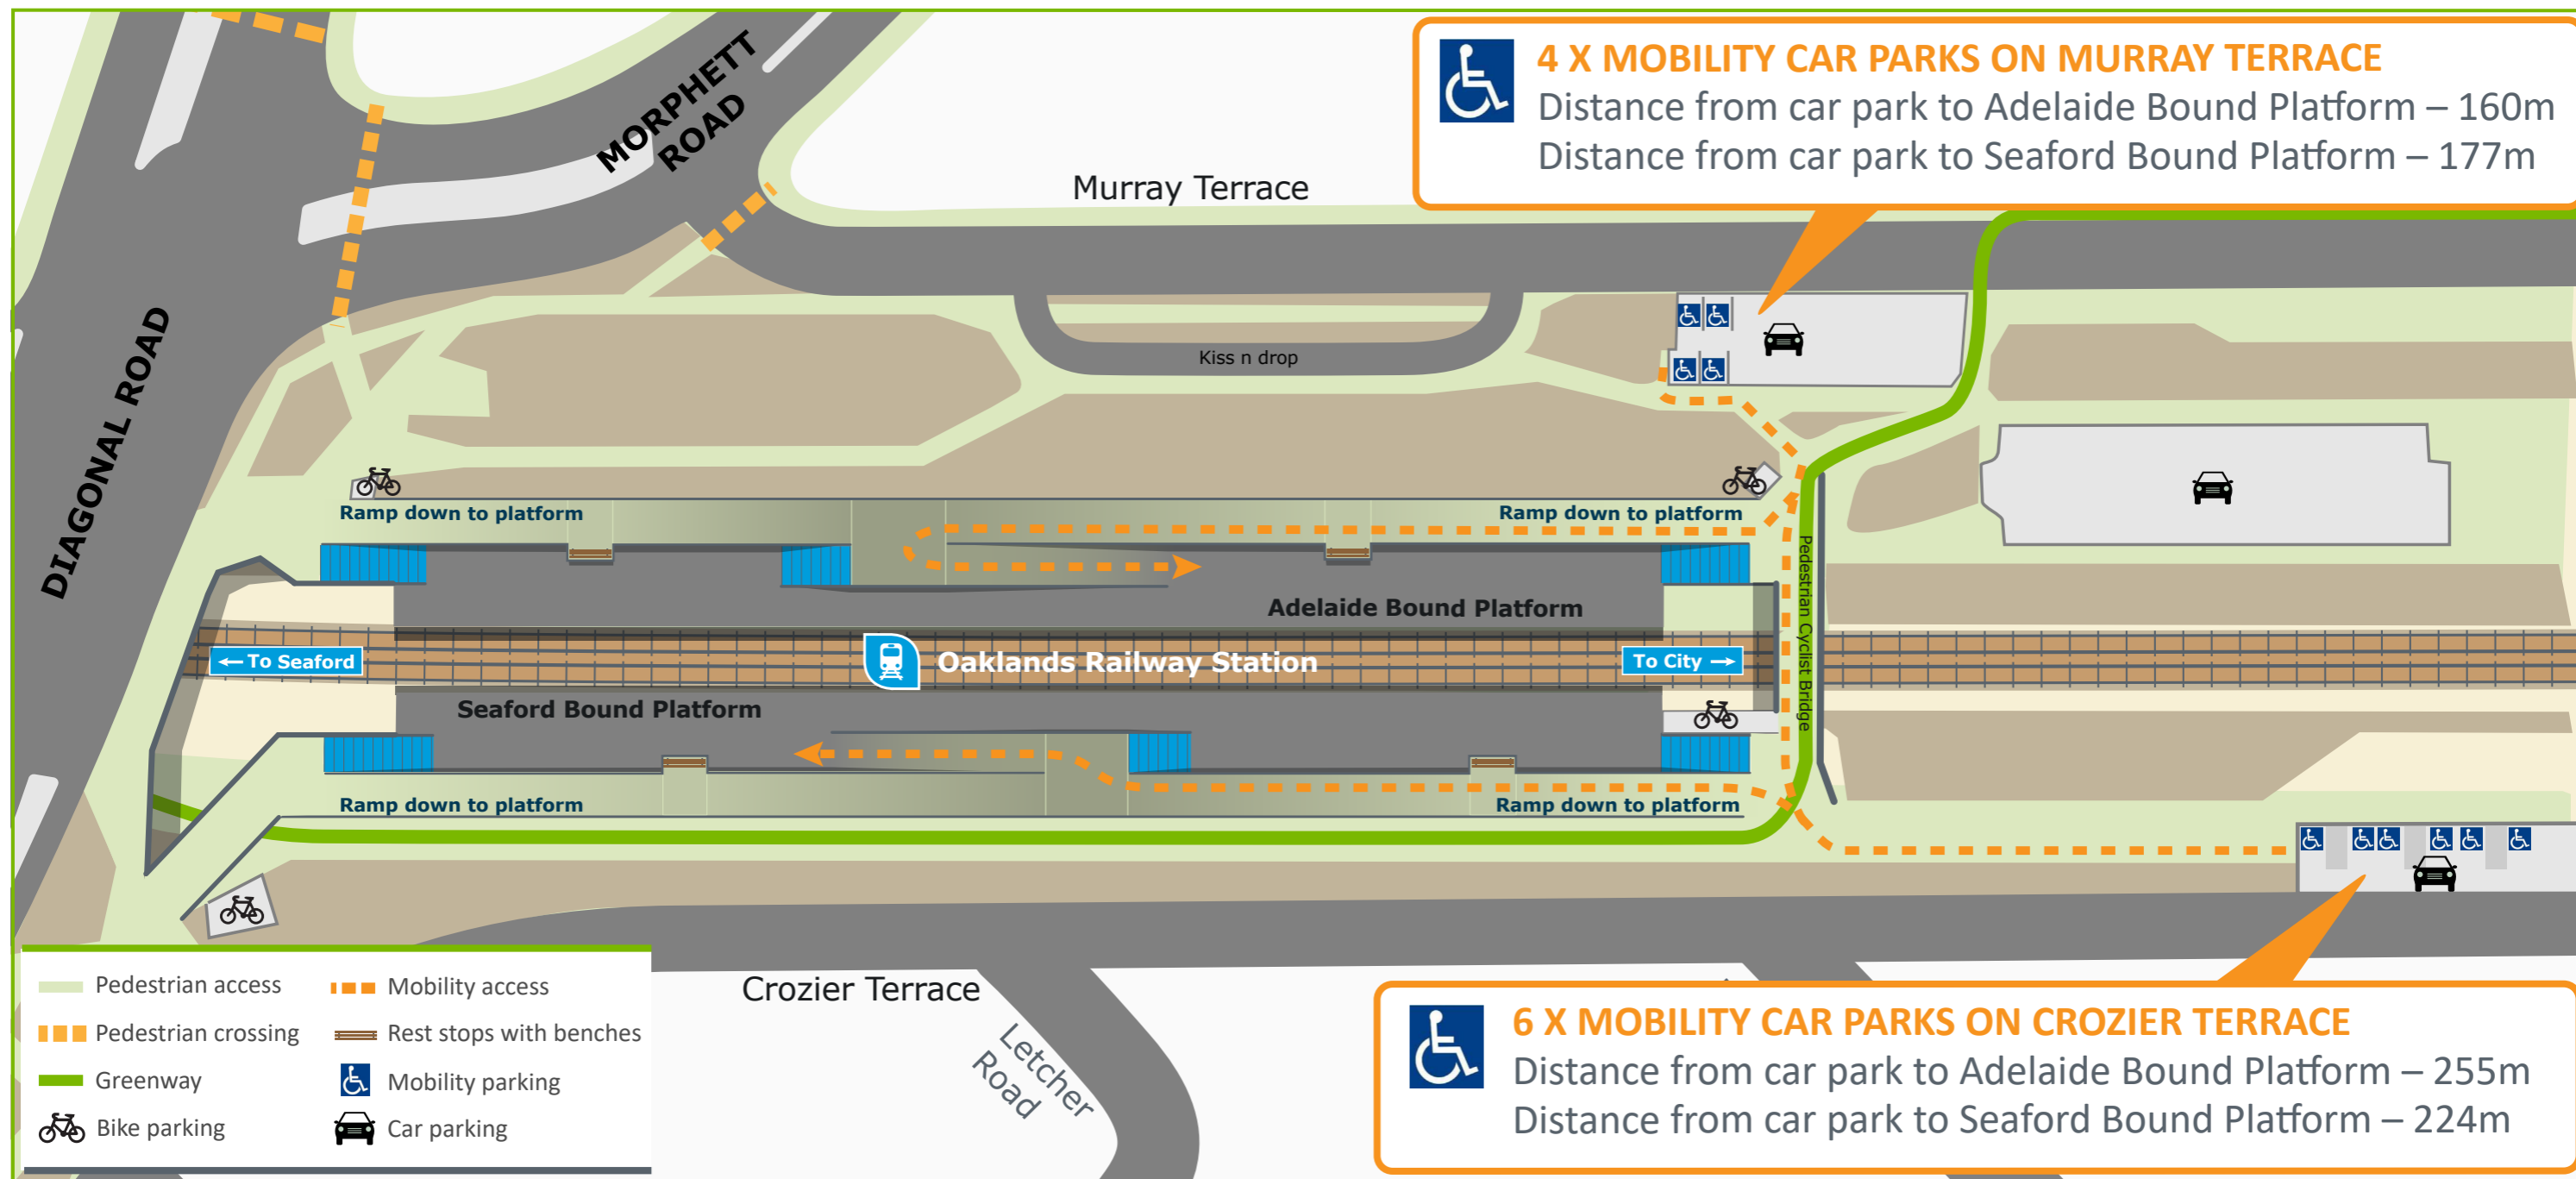 4 X MOBILITY CAR PARKS ON MURRAY TERRACE
Distance from car park to Adelaide Bound Platform – 160m
Distance from car park to Seaford Bound Platform – 177m
MORPHETT
ROAD
Murray Terrace
DIAGONAL ROAD
Kiss n drop
Ramp down to platform
Ramp down to platform
Pedestrian Cyclist Bridge
Adelaide Bound Platform
← To Seaford
Oaklands Railway Station
To City →
Seaford Bound Platform
Ramp down to platform
Ramp down to platform
Crozier Terrace
Letcher
Road
Pedestrian access
Pedestrian crossing
Greenway
Bike parking
Mobility access
Rest stops with benches
Mobility parking
Car parking
6 X MOBILITY CAR PARKS ON CROZIER TERRACE
Distance from car park to Adelaide Bound Platform – 255m
Distance from car park to Seaford Bound Platform – 224m